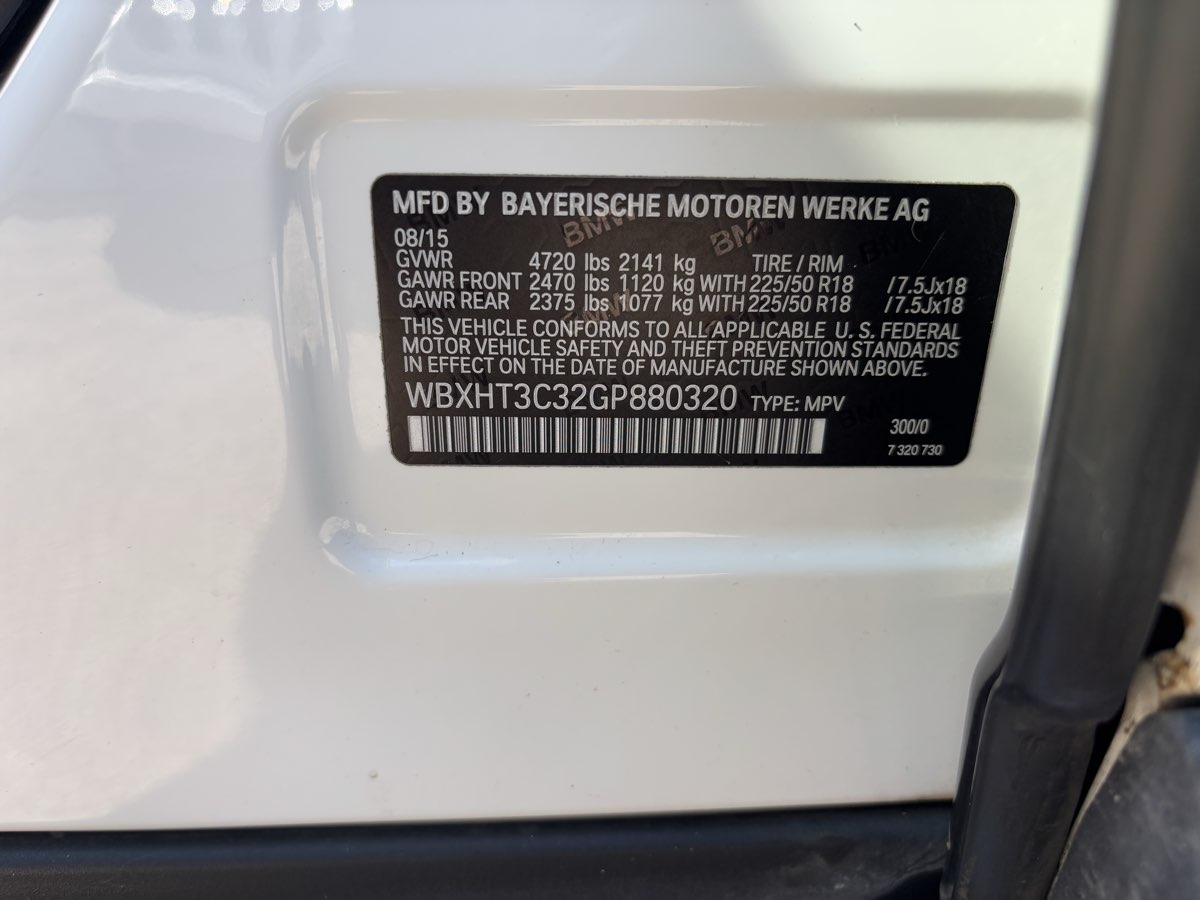 MFD BY BAYERISCHE MOTOREN WERKE AG
08/15
GVWR 4720 lbs 2141 kg TIRE / RIM
GAWR FRONT 2470 lbs 1120 kg WITH 225/50 R18 /7.5Jx18
GAWR REAR 2375 lbs 1077 kg WITH 225/50 R18 /7.5Jx18
THIS VEHICLE CONFORMS TO ALL APPLICABLE U. S. FEDERAL
MOTOR VEHICLE SAFETY AND THEFT PREVENTION STANDARDS
IN EFFECT ON THE DATE OF MANUFACTURE SHOWN ABOVE.
WBXHT3C32GP880320 TYPE: MPV
300/0
7 320 730